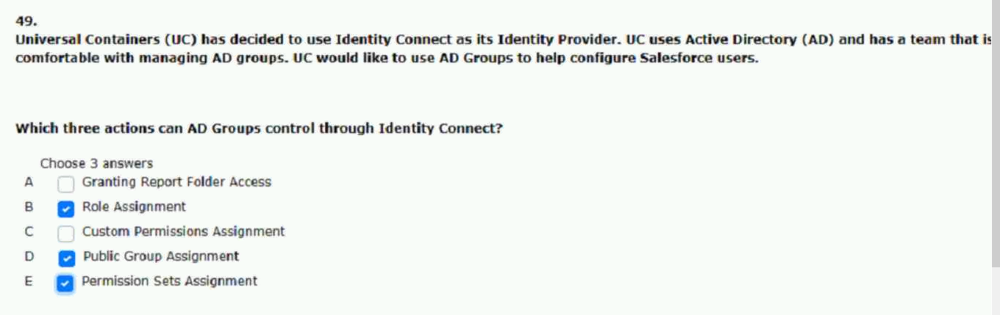 49.
Universal Containers (UC) has decided to use Identity Connect as its Identity Provider. UC uses Active Directory (AD) and has a team that is
comfortable with managing AD groups. UC would like to use AD Groups to help configure Salesforce users.
Which three actions can AD Groups control through Identity Connect?
Choose 3 answers
A Granting Report Folder Access
B Role Assignment
C Custom Permissions Assignment
D Public Group Assignment
E Permission Sets Assignment